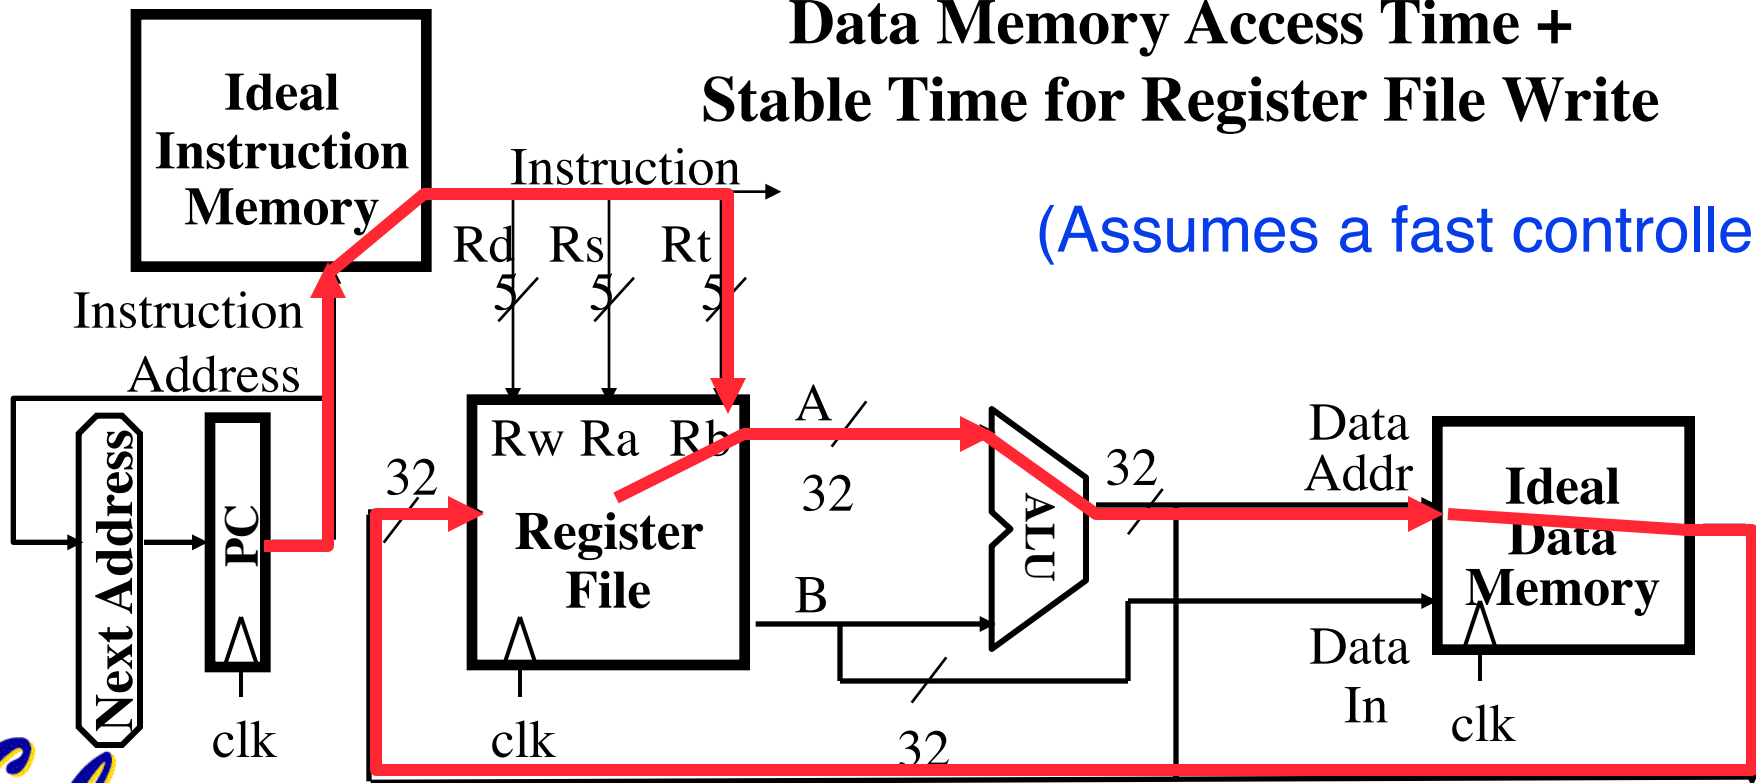 Data Memory Access Time +
Stable Time for Register File Write
(Assumes a fast controlle
Ideal
Instruction
Memory
Instruction
Rd Rs Rt
5 5 5
Instruction
Address
Next Address
PC
clk
32
Rw Ra Rb
Register
File
clk
A
32
B
32
ALU
32
Data
Addr
Data
In
Ideal
Data
Memory
clk